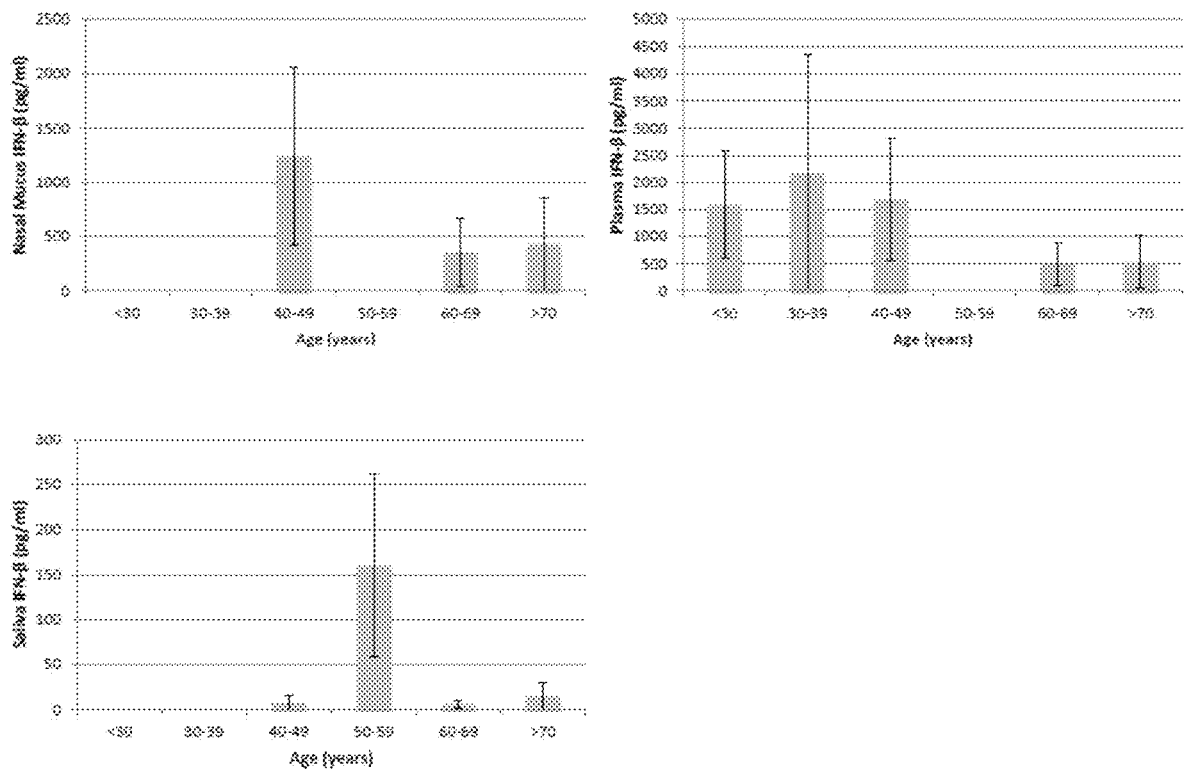 2500
2000
1500
1000
500
0
Nasal Mucus IFN-β (pg/ml)
<30 30-39 40-49 50-59 60-69 >70
Age (years)
5000
4500
4000
3500
3000
2500
2000
1500
1000
500
0
Plasma IFN-β (pg/ml)
<30 30-39 40-49 50-59 60-69 >70
Age (years)
300
250
200
150
100
50
0
Saliva IFN-β (pg/ml)
<30 30-39 40-49 50-59 60-69 >70
Age (years)